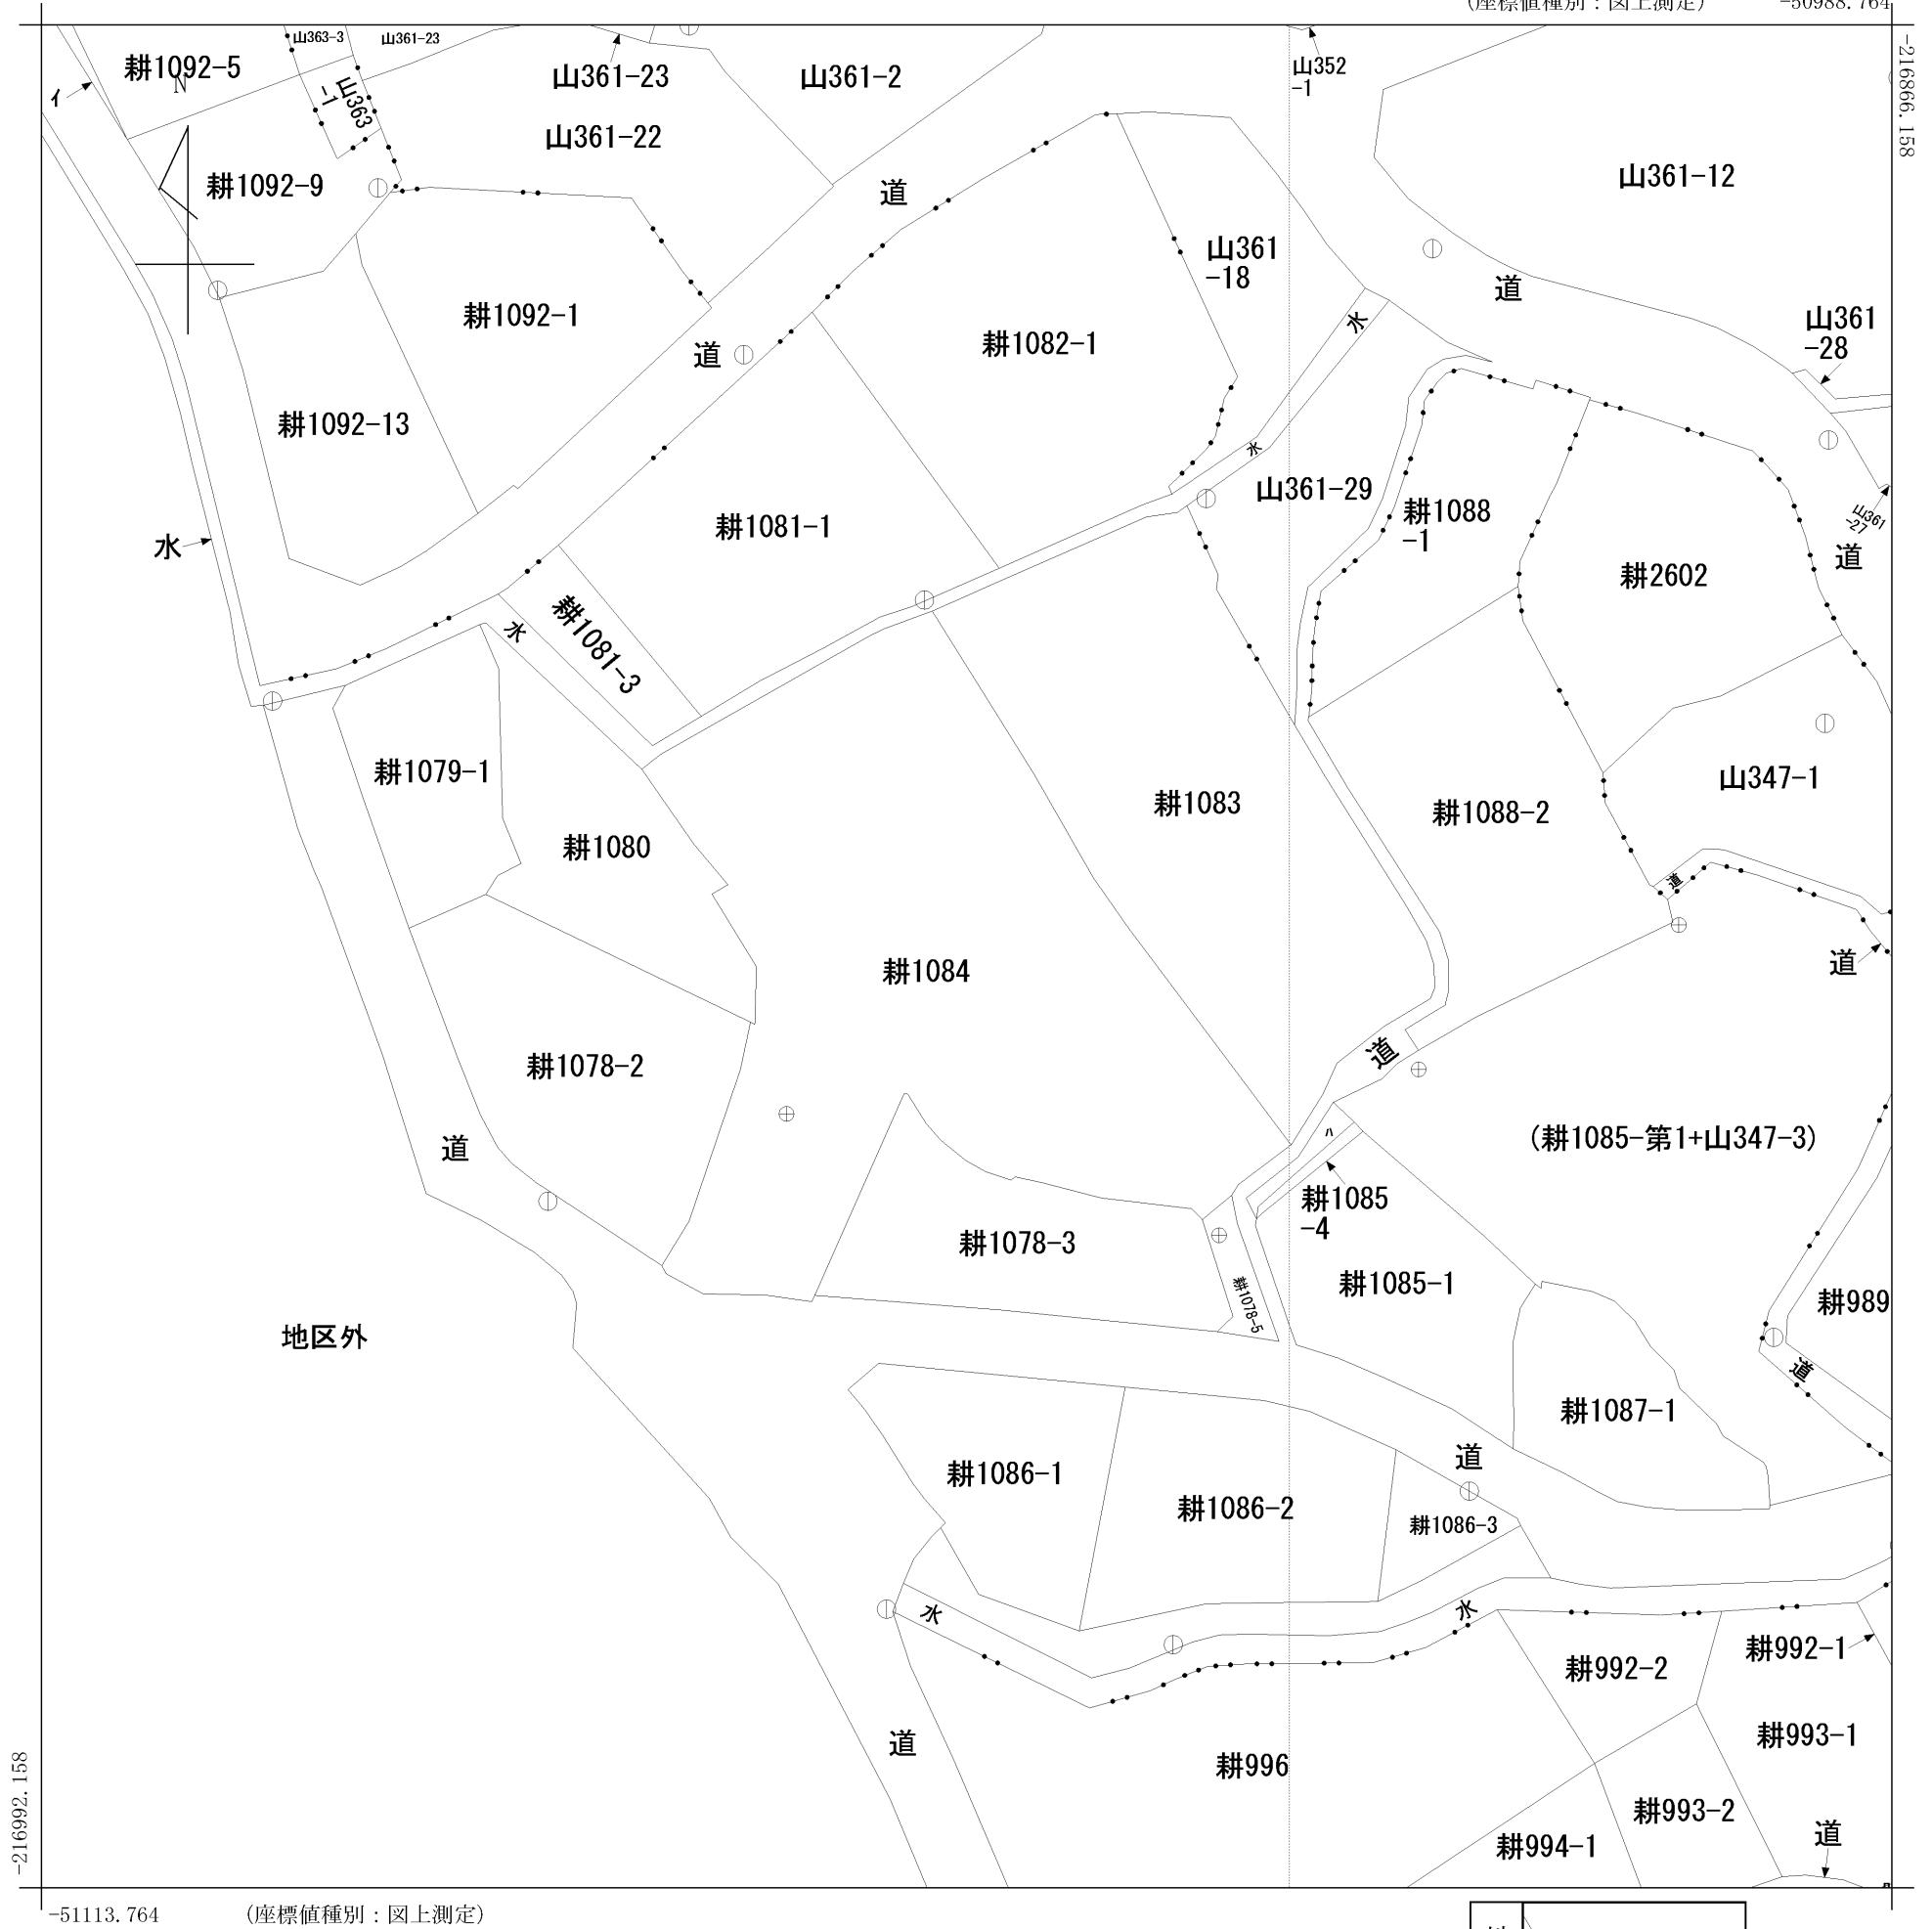 (座標値種別：図上測定)
-50988.764
-216866.158
耕1092-5
N
イ
山363-3
山361-23
山363
-1
山361-23
山361-2
山352
-1
山361-22
耕1092-9
道
山361-12
山361
-18
道
耕1092-1
道
耕1082-1
水
山361
-28
耕1092-13
水
山361-29
耕1088
-1
山361
-27
水
耕1081-1
道
耕2602
耕1081-3
水
耕1079-1
耕1083
山347-1
耕1080
耕1088-2
道
耕1084
道
耕1078-2
道
道
ハ
(耕1085-第1+山347-3)
耕1085
-4
耕1078-3
耕1078-5
耕1085-1
耕989
地区外
道
耕1087-1
耕1086-1
道
耕1086-2
耕1086-3
水
水
耕992-1
耕992-2
道
耕993-1
耕996
耕993-2
耕994-1
道
-216992.158
-51113.764
(座標値種別：図上測定)